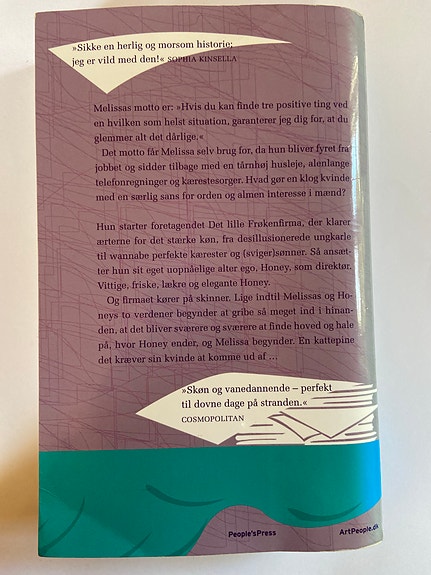 »Sikke en herlig og morsom historie;
jeg er vild med den!« SOPHIA KINSELLA
Melissas motto er: »Hvis du kan finde tre positive ting ved
en hvilken som helst situation, garanterer jeg dig for, at du
glemmer alt det dårlige.«
Det motto får Melissa selv brug for, da hun bliver fyret fra
jobbet og sidder tilbage med en tårnhøj husleje, alenlange
telefonregninger og kærestesorger. Hvad gør en klog kvinde
med en særlig sans for orden og almen interesse i mænd?
Hun starter foretagendet Det lille Frøkenfirma, der klarer
ærterne for det stærke køn, fra desillusionerede ungkarle
til wannabe perfekte kærester og (sviger)sønner. Så ansæt-
ter hun sit eget uopnåelige alter ego, Honey, som direktør.
Vittige, friske, lækre og elegante Honey.
Og firmaet kører på skinner. Lige indtil Melissas og Ho-
neys to verdener begynder at gribe så meget ind i hinan-
den, at det bliver sværere og sværere at finde hoved og hale
på, hvor Honey ender, og Melissa begynder. En kattepine
det kræver sin kvinde at komme ud af ...
»Skøn og vanedannende – perfekt
til dovne dage på stranden.«
COSMOPOLITAN
People'sPress
ArtPeople.dk